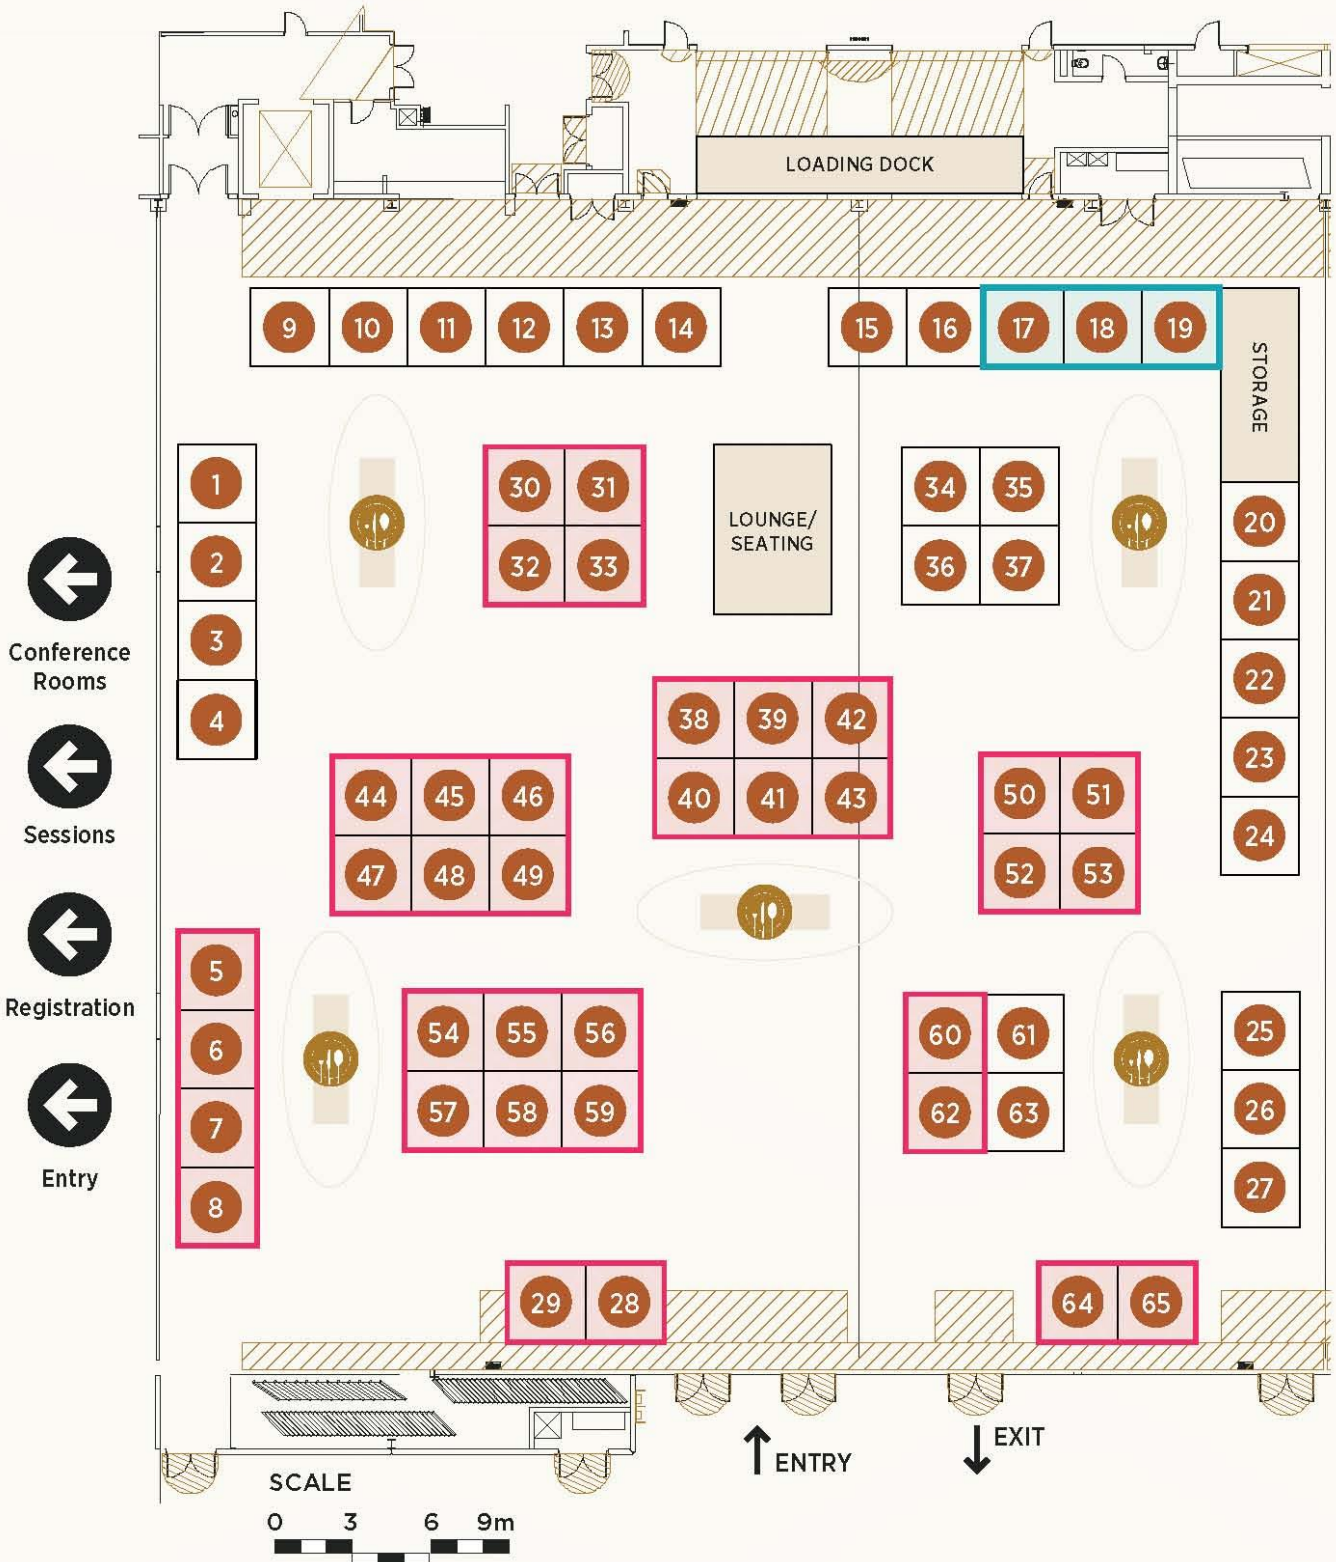 LOADING DOCK
9 10 11 12 13 14 15 16 17 18 19
STORAGE
1
2
3
4
30 31
32 33
LOUNGE/
SEATING
34 35
36 37
20
21
22
23
24
Conference
Rooms
Sessions
Registration
Entry
38 39 42
40 41 43
44 45 46
47 48 49
50 51
52 53
5
6
7
8
54 55 56
57 58 59
60 61
62 63
25
26
27
29 28
64 65
ENTRY
EXIT
SCALE
0 3 6 9m